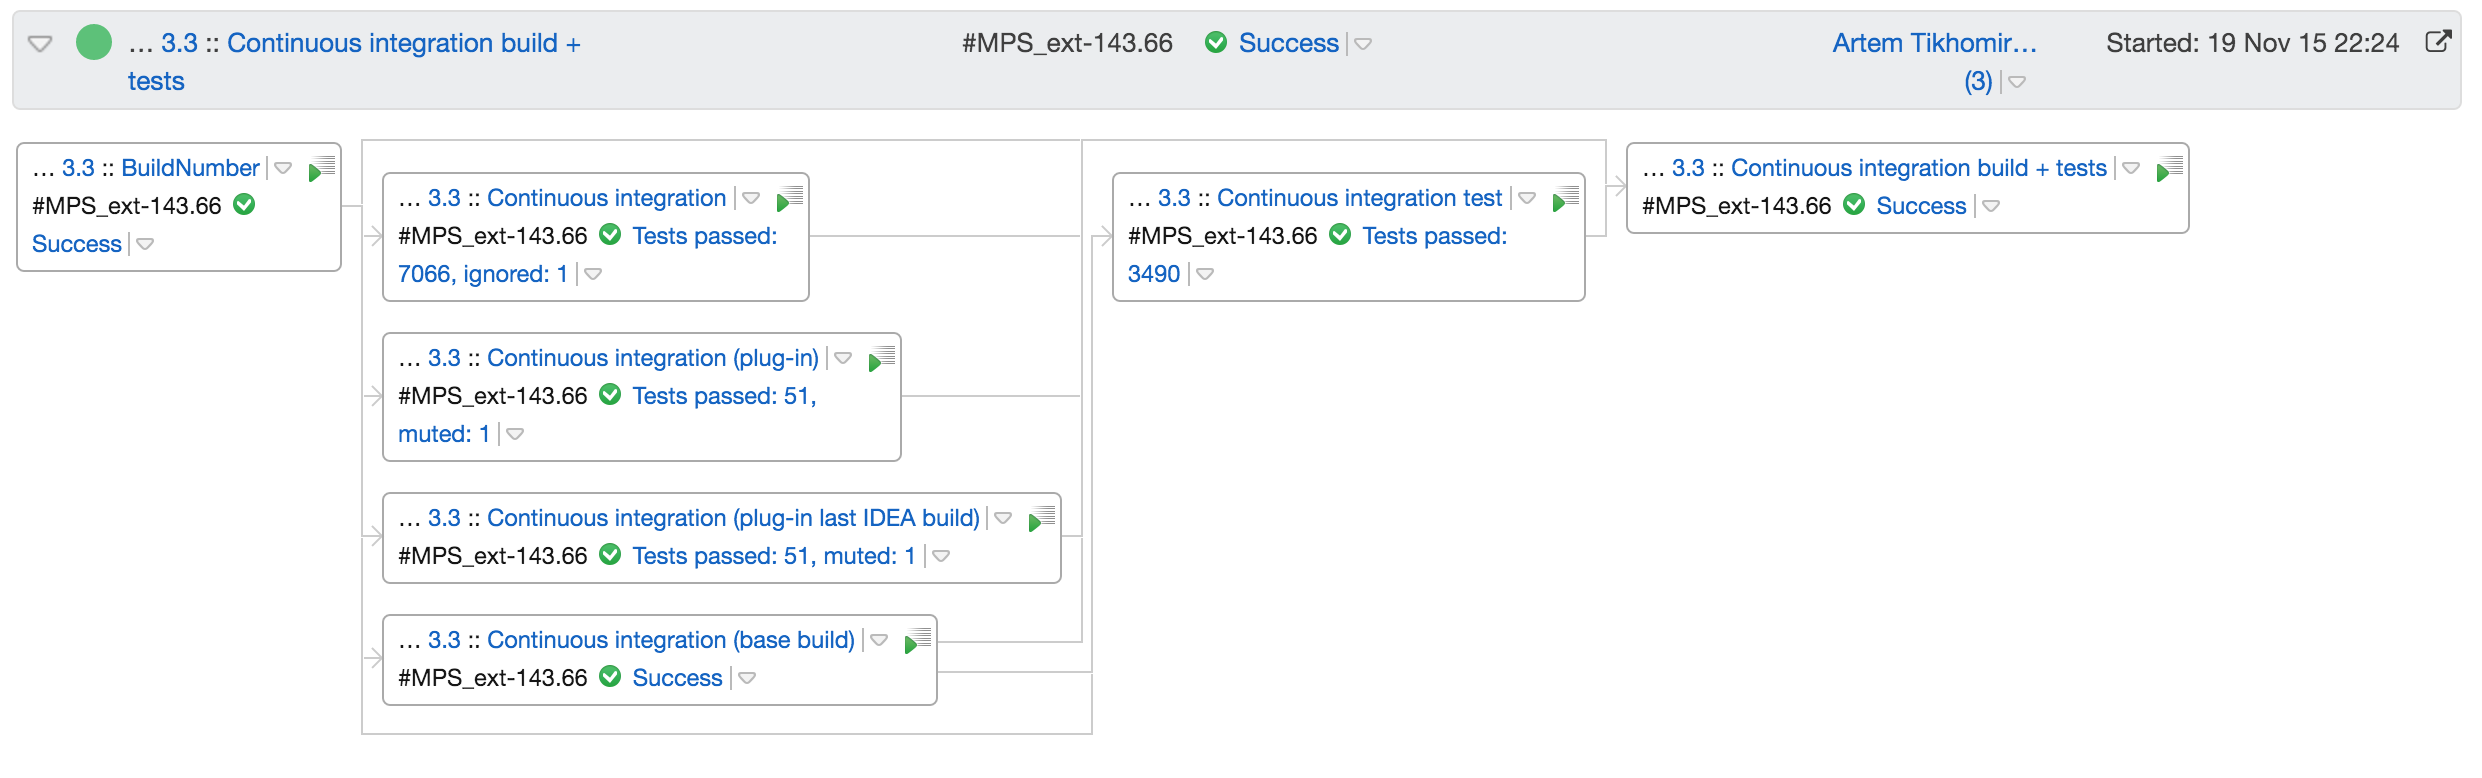 … 3.3 :: Continuous integration build +
tests
#MPS_ext-143.66 Success
Artem Tikhomir…
(3)
Started: 19 Nov 15 22:24
… 3.3 :: BuildNumber
#MPS_ext-143.66
Success
… 3.3 :: Continuous integration
#MPS_ext-143.66 Tests passed:
7066, ignored: 1
… 3.3 :: Continuous integration (plug-in)
#MPS_ext-143.66 Tests passed: 51,
muted: 1
… 3.3 :: Continuous integration (plug-in last IDEA build)
#MPS_ext-143.66 Tests passed: 51, muted: 1
… 3.3 :: Continuous integration (base build)
#MPS_ext-143.66 Success
… 3.3 :: Continuous integration test
#MPS_ext-143.66 Tests passed:
3490
… 3.3 :: Continuous integration build + tests
#MPS_ext-143.66 Success